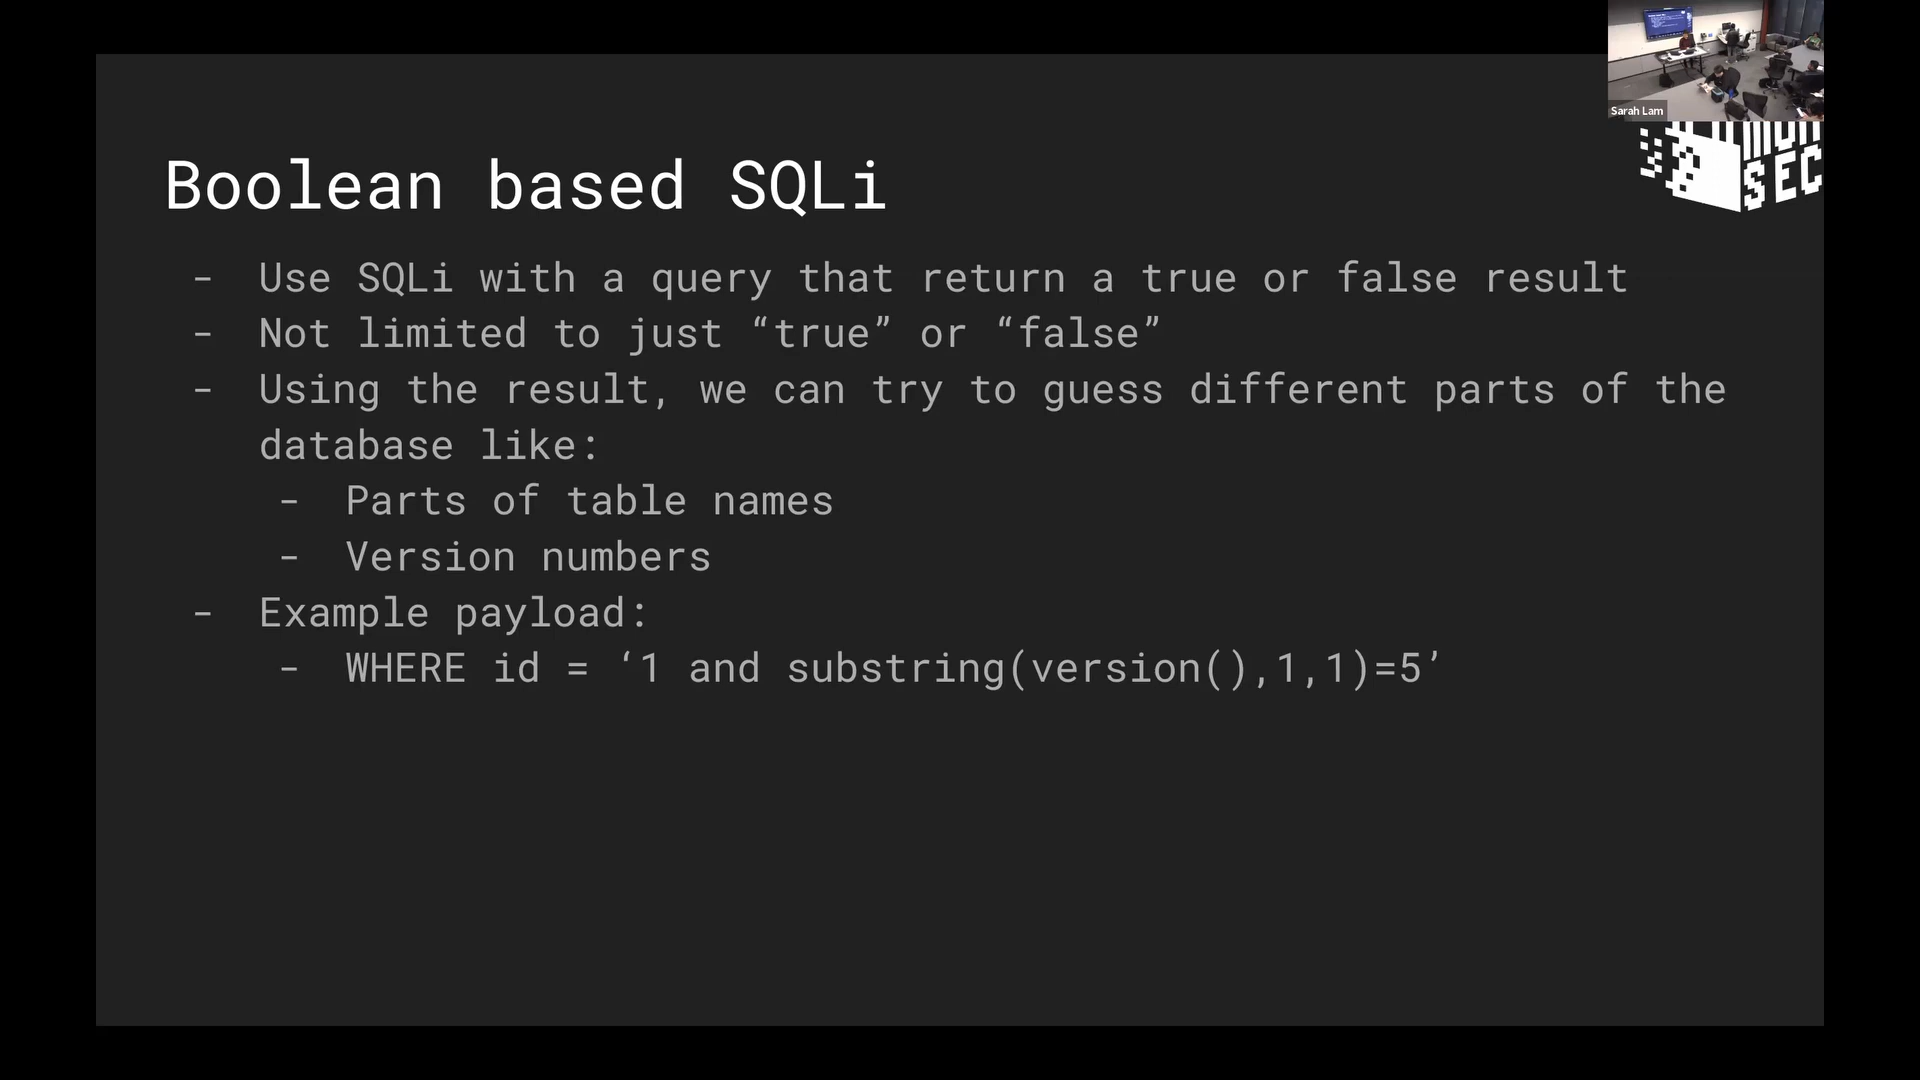 Sarah Lam
SEC
Boolean based SQLi
- Use SQLi with a query that return a true or false result
- Not limited to just “true” or “false”
- Using the result, we can try to guess different parts of the
database like:
- Parts of table names
- Version numbers
- Example payload:
- WHERE id = ‘1 and substring(version(),1,1)=5’